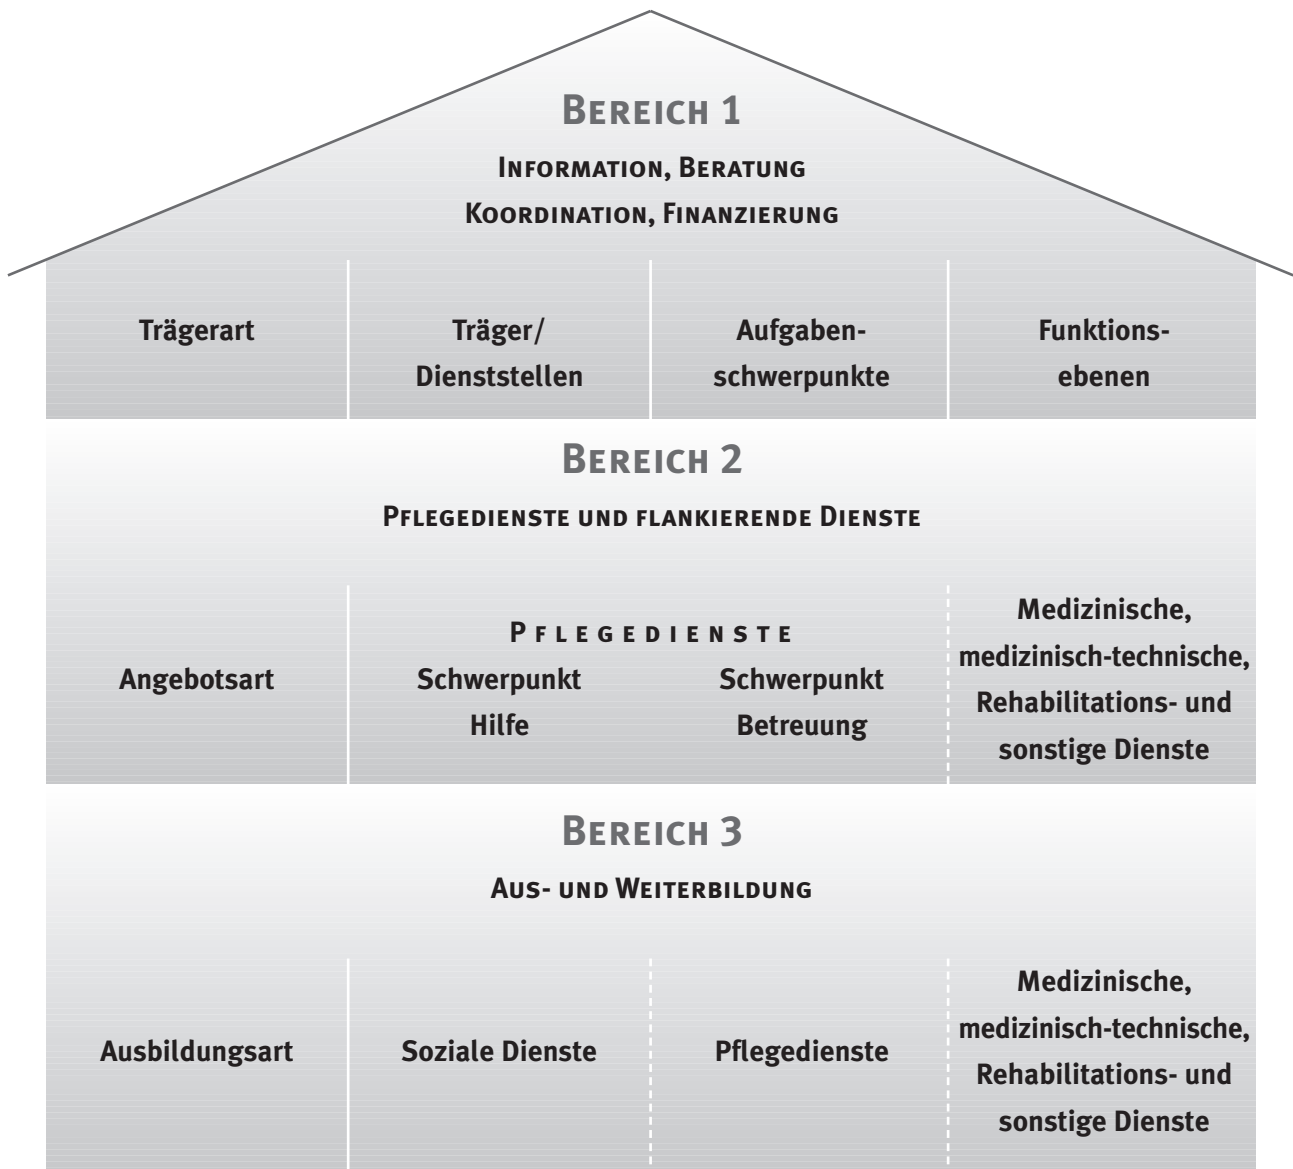 BEREICH 1
INFORMATION, BERATUNG
KOORDINATION, FINANZIERUNG
Trägerart
Träger/
Dienststellen
Aufgaben-
schwerpunkte
Funktions-
ebenen
BEREICH 2
PFLEGEDIENSTE UND FLANKIERENDE DIENSTE
Angebotsart
PFLEGEDIENSTE
Schwerpunkt
Hilfe
Schwerpunkt
Betreuung
Medizinische,
medizinisch-technische,
Rehabilitations- und
sonstige Dienste
BEREICH 3
AUS- UND WEITERBILDUNG
Ausbildungsart
Soziale Dienste
Pflegedienste
Medizinische,
medizinisch-technische,
Rehabilitations- und
sonstige Dienste